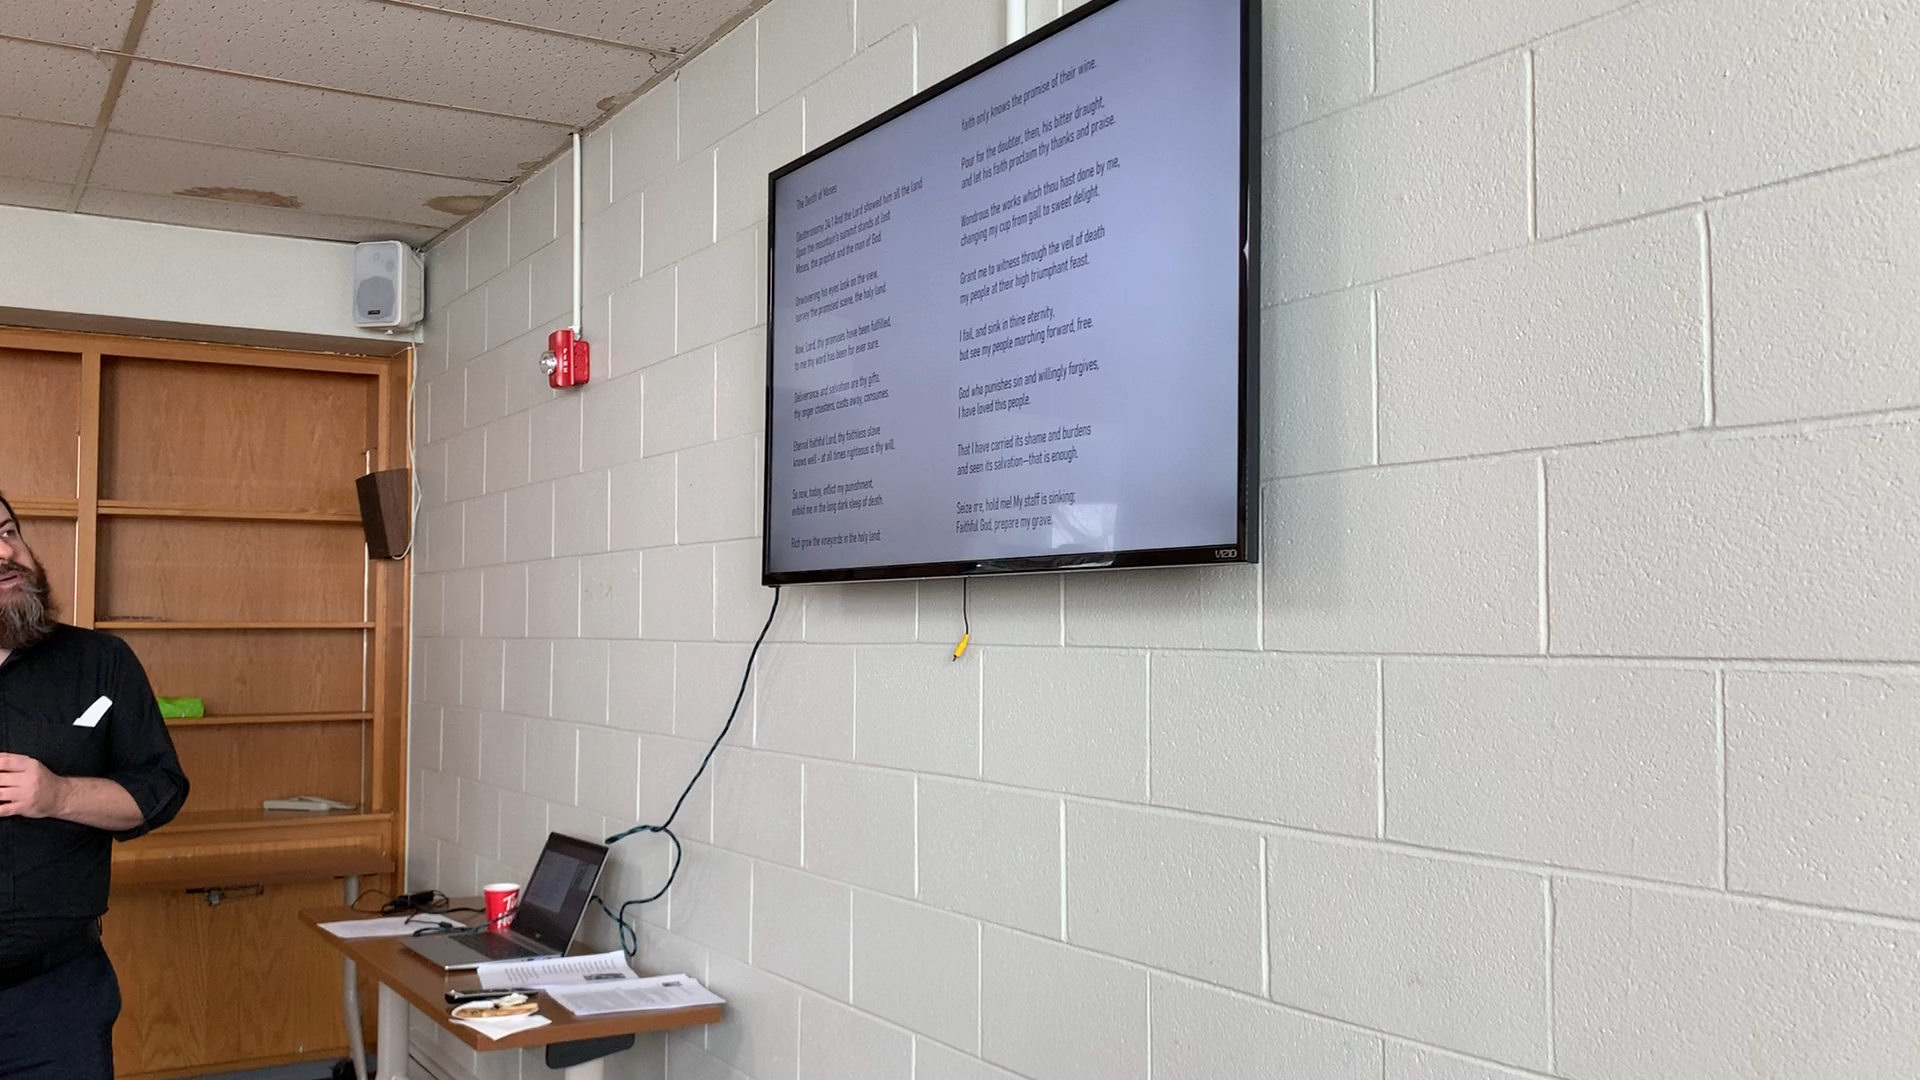 The Death of Moses
Deuteronomy 34:1 And the Lord showed him all the land
Upon the mountain's summit stands at last
Moses, the prophet and the man of God.
Unwavering his eyes look on the view,
survey the promised scene, the holy land.
Now, Lord, thy promises have been fulfilled,
to me thy word has been for ever sure.
Deliverance and salvation are thy gifts,
thy anger chastens, casts away, consumes.
Eternal faithful Lord, thy faithless slave
knows well - at all times righteous is thy will.
So now, today, inflict my punishment,
enfold me in the long dark sleep of death.
Rich grow the vineyards in the holy land;
faith only knows the promise of their wine.
Pour for the doubter, then, his bitter draught,
and let his faith proclaim thy thanks and praise.
Wondrous the works which thou hast done by me,
changing my cup from gall to sweet delight.
Grant me to witness through the veil of death
my people at their high triumphant feast.
I fail, and sink in thine eternity,
but see my people marching forward, free.
God who punishes sin and willingly forgives,
I have loved this people.
That I have carried its shame and burdens
and seen its salvation—that is enough.
Seize me, hold me! My staff is sinking;
Faithful God, prepare my grave.
VIZIO
FIRE